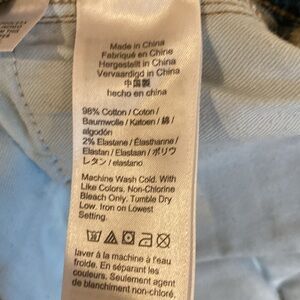 Made in China
Fabriqué en Chine
Hergestellt in China
Vervaardigd in China
中国製
hecho en china
98% Cotton / Coton /
Baumwolle / Katoen / 綿 /
algodón
2% Elastane / Élasthanne /
Elastan / Elastaan / ポリウ
レタン / elastano
Machine Wash Cold. With
Like Colors. Non-Chlorine
Bleach Only. Tumble Dry
Low. Iron on Lowest
Setting.
laver à la machine à l'eau
froide. En séparant les
couleurs. Seulement agent
de blanchiment non-chloré.